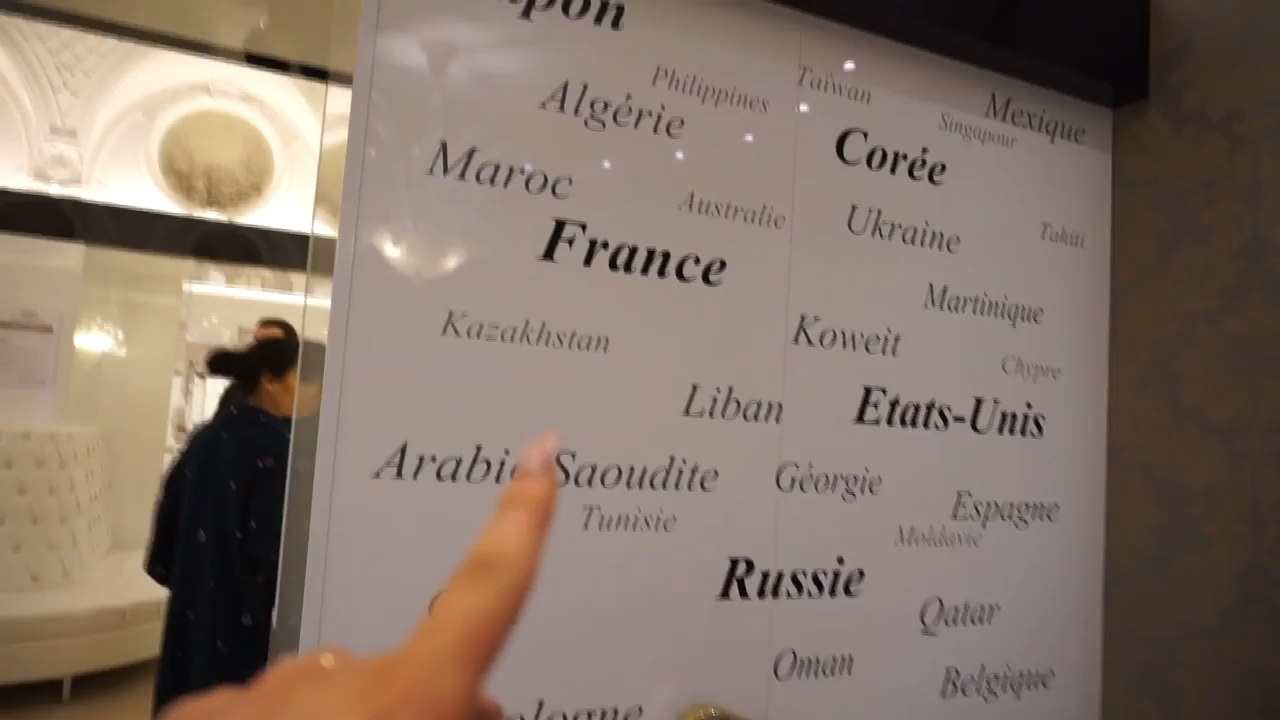 Philippines
Taïwan
Algérie
Mexique
Singapour
Corée
Maroc
Australie
Ukraine
Tahiti
France
Martinique
Kazakhstan
Koweit
Chypre
Liban
Etats-Unis
Arabie Saoudite
Géorgie
Espagne
Tunisie
Moldavie
Russie
Qatar
Oman
Belgique